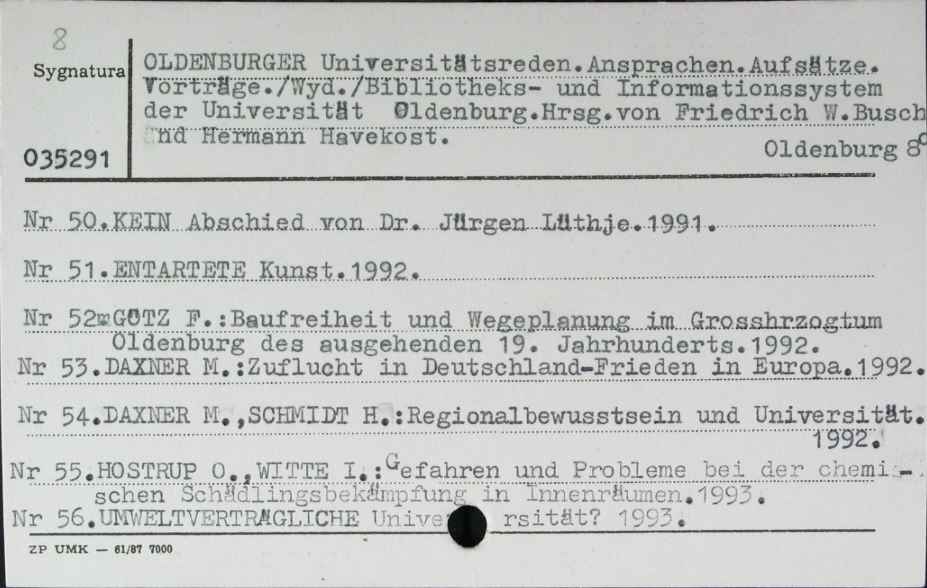 8
Sygnatura
035291
OLDENBURGER Universitätsreden.Ansprachen.Aufsätze.
Vorträge./Wyd./Bibliotheks- und Informationssystem
der Universität Oldenburg.Hrsg.von Friedrich W.Busch
und Hermann Havekost.
Oldenburg 8°
Nr 50.KEIN Abschied von Dr. Jürgen Lüthje.1991.
Nr 51.ENTARTETE Kunst.1992.
Nr 52.GÖTZ F.:Baufreiheit und Wegeplanung im Grosshrzogtum
Oldenburg des ausgehenden 19. Jahrhunderts.1992.
Nr 53.DAXNER M.:Zuflucht in Deutschland-Frieden in Europa.1992.
Nr 54.DAXNER M.,SCHMIDT H.:Regionalbewusstsein und Universität.
1992.
Nr 55.HOSTRUP O.,WITTE I.:Gefahren und Probleme bei der chemi-
schen Schädlingsbekämpfung in Innenräumen.1993.
Nr 56.UMWELTVERTRÄGLICHE Unive rsität? 1993.
ZP UMK — 61/87 7000